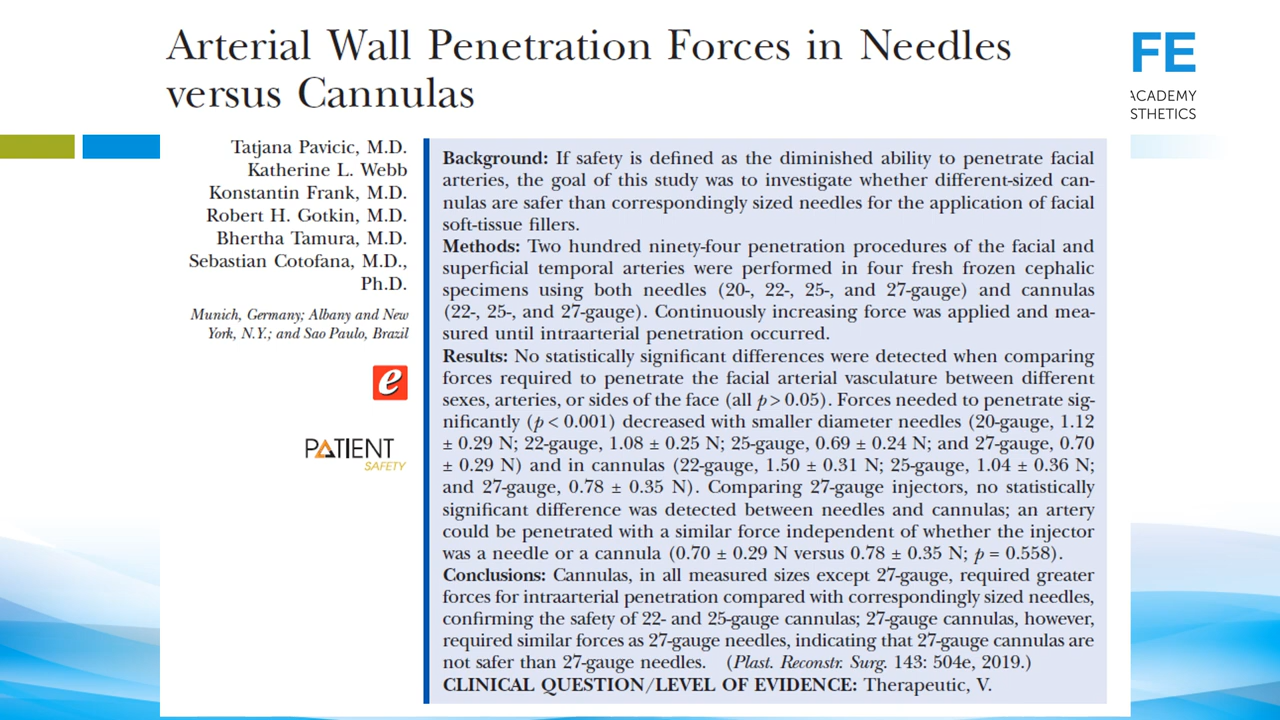 Arterial Wall Penetration Forces in Needles
versus Cannulas
FE
ACADEMY
STHETICS
Tatjana Pavicic, M.D.
Katherine L. Webb
Konstantin Frank, M.D.
Robert H. Gotkin, M.D.
Bhertha Tamura, M.D.
Sebastian Cotofana, M.D.,
Ph.D.
Munich, Germany; Albany and New
York, N.Y.; and Sao Paulo, Brazil
e
PATIENT
SAFETY
Background: If safety is defined as the diminished ability to penetrate facial
arteries, the goal of this study was to investigate whether different-sized can-
nulas are safer than correspondingly sized needles for the application of facial
soft-tissue fillers.
Methods: Two hundred ninety-four penetration procedures of the facial and
superficial temporal arteries were performed in four fresh frozen cephalic
specimens using both needles (20-, 22-, 25-, and 27-gauge) and cannulas
(22-, 25-, and 27-gauge). Continuously increasing force was applied and mea-
sured until intraarterial penetration occurred.
Results: No statistically significant differences were detected when comparing
forces required to penetrate the facial arterial vasculature between different
sexes, arteries, or sides of the face (all p > 0.05). Forces needed to penetrate sig-
nificantly (p < 0.001) decreased with smaller diameter needles (20-gauge, 1.12
± 0.29 N; 22-gauge, 1.08 ± 0.25 N; 25-gauge, 0.69 ± 0.24 N; and 27-gauge, 0.70
± 0.29 N) and in cannulas (22-gauge, 1.50 ± 0.31 N; 25-gauge, 1.04 ± 0.36 N;
and 27-gauge, 0.78 ± 0.35 N). Comparing 27-gauge injectors, no statistically
significant difference was detected between needles and cannulas; an artery
could be penetrated with a similar force independent of whether the injector
was a needle or a cannula (0.70 ± 0.29 N versus 0.78 ± 0.35 N; p = 0.558).
Conclusions: Cannulas, in all measured sizes except 27-gauge, required greater
forces for intraarterial penetration compared with correspondingly sized needles,
confirming the safety of 22- and 25-gauge cannulas; 27-gauge cannulas, however,
required similar forces as 27-gauge needles, indicating that 27-gauge cannulas are
not safer than 27-gauge needles. (Plast. Reconstr. Surg. 143: 504e, 2019.)
CLINICAL QUESTION/LEVEL OF EVIDENCE: Therapeutic, V.